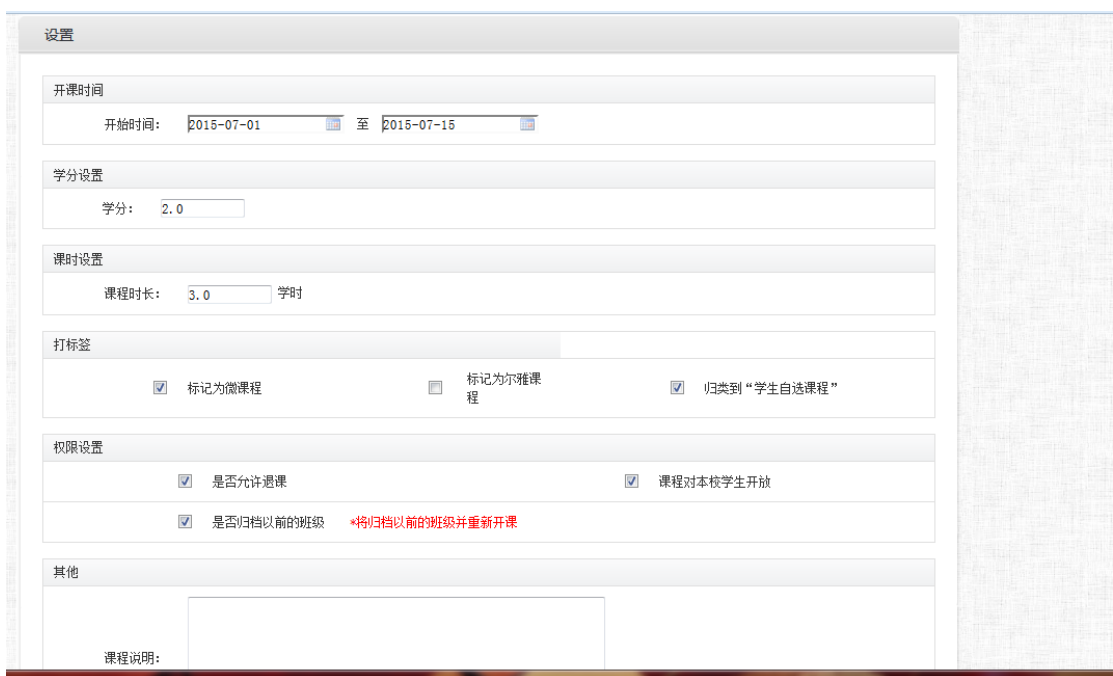 设置
开课时间
开始时间： 2015-07-01 至 2015-07-15
学分设置
学分： 2.0
课时设置
课程时长： 3.0 学时
打标签
标记为微课程 标记为尔雅课程 归类到“学生自选课程”
权限设置
是否允许退课 课程对本校学生开放
是否归档以前的班级 *将归档以前的班级并重新开课
其他
课程说明：